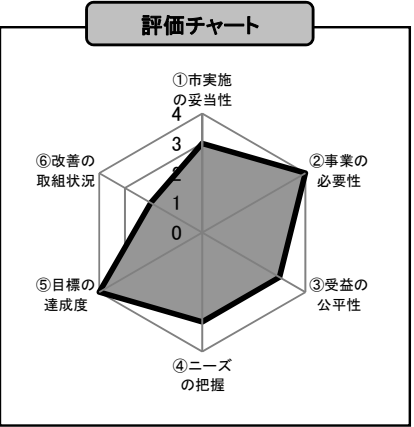 評価チャート
①市実施
の妥当性
4
3
2
1
0
②事業の
必要性
③受益の
公平性
④ニーズ
の把握
⑤目標の
達成度
⑥改善の
取組状況